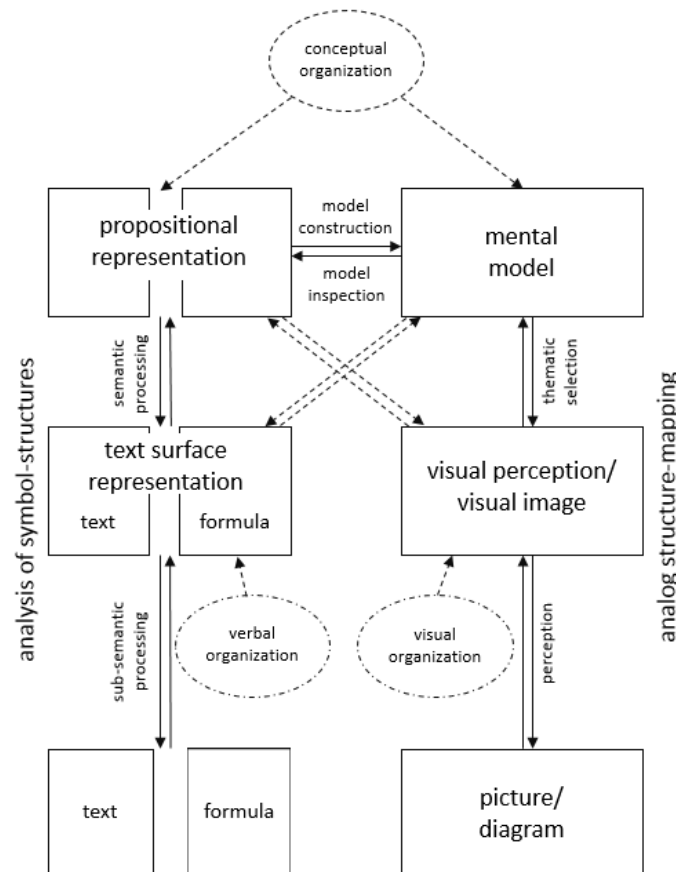 conceptual
organization
propositional
representation
model
construction
model
inspection
mental
model
analysis of symbol-structures
semantic
processing
thematic
selection
analog structure-mapping
text surface
representation
text
formula
visual perception/
visual image
sub-semantic
processing
verbal
organization
visual
organization
perception
text
formula
picture/
diagram